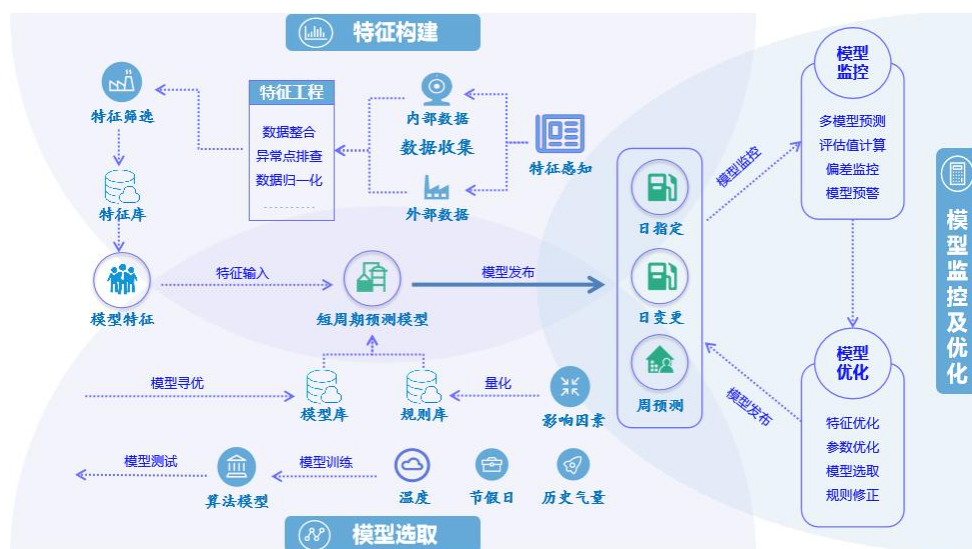 特征构建
特征筛选
特征工程
数据整合
异常点排查
数据归一化
内部数据
数据收集
外部数据
特征感知
特征库
模型特征
特征输入
短周期预测模型
模型发布
日指定
日变更
周预测
模型监控
模型
监控
多模型预测
评估值计算
偏差监控
模型预警
模型
优化
特征优化
参数优化
模型选取
规则修正
模型发布
模型监控及优化
模型寻优
模型库
规则库
量化
影响因素
模型测试
算法模型
模型训练
温度
节假日
历史气量
模型选取